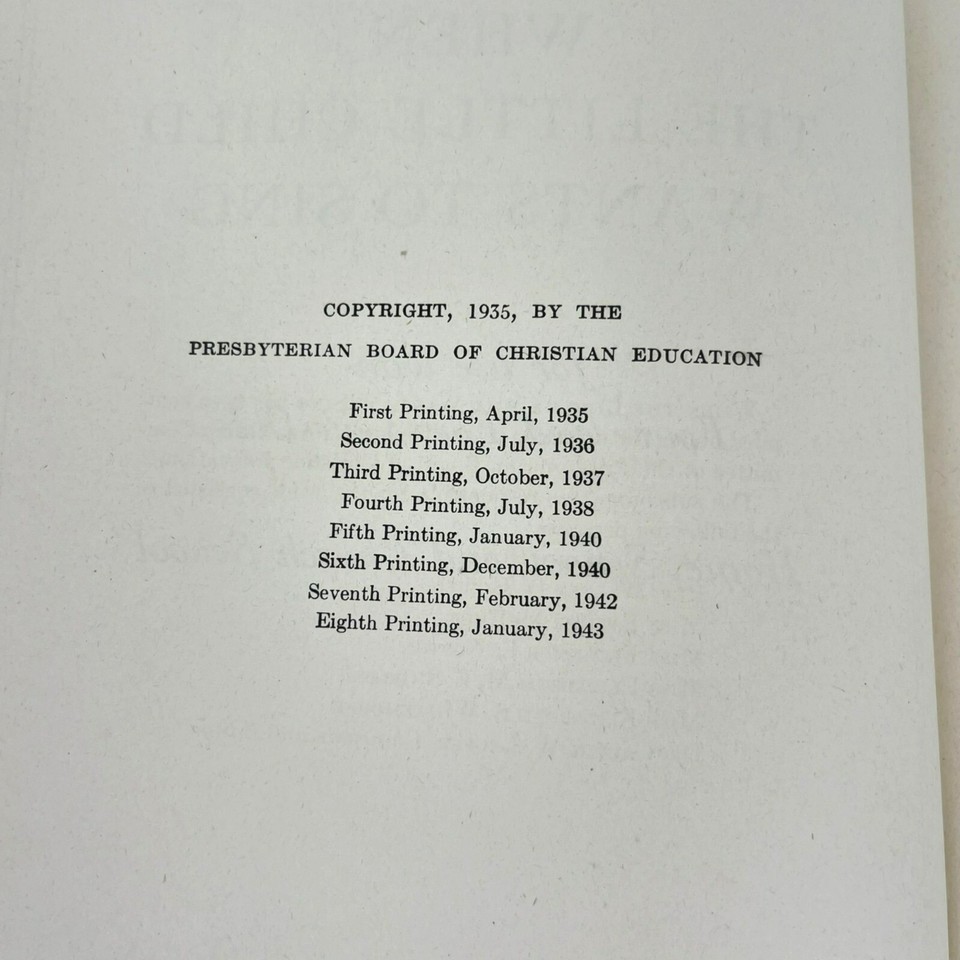 COPYRIGHT, 1935, BY THE
PRESBYTERIAN BOARD OF CHRISTIAN EDUCATION
First Printing, April, 1935
Second Printing, July, 1936
Third Printing, October, 1937
Fourth Printing, July, 1938
Fifth Printing, January, 1940
Sixth Printing, December, 1940
Seventh Printing, February, 1942
Eighth Printing, January, 1943